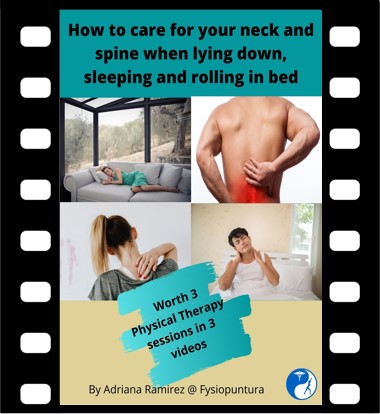 How to care for your neck and
spine when lying down,
sleeping and rolling in bed
Worth 3
Physical Therapy
sessions in 3
videos
By Adriana Ramirez @ Fysiopuntura